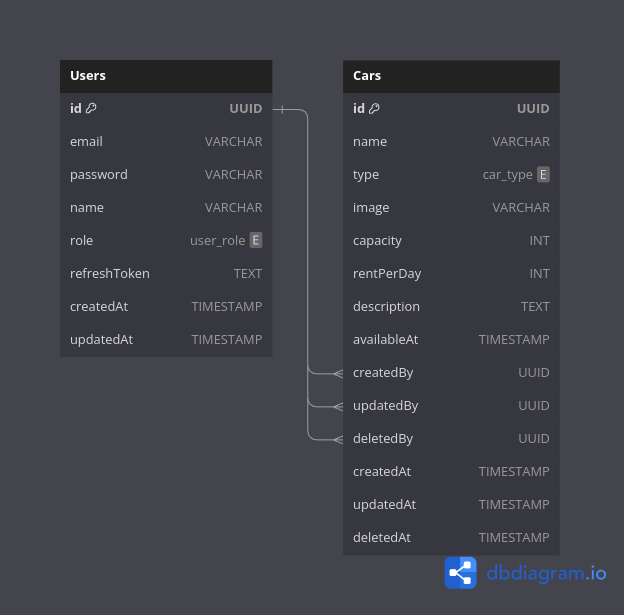 Users
id UUID
email VARCHAR
password VARCHAR
name VARCHAR
role user_role E
refreshToken TEXT
createdAt TIMESTAMP
updatedAt TIMESTAMP
Cars
id UUID
name VARCHAR
type car_type E
image VARCHAR
capacity INT
rentPerDay INT
description TEXT
availableAt TIMESTAMP
createdBy UUID
updatedBy UUID
deletedBy UUID
createdAt TIMESTAMP
updatedAt TIMESTAMP
deletedAt TIMESTAMP
dbdiagram.io